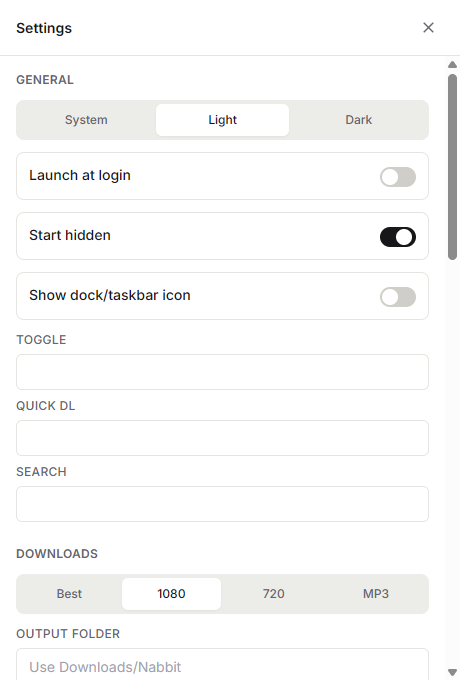 Settings
GENERAL
System Light Dark
Launch at login
Start hidden
Show dock/taskbar icon
TOGGLE
QUICK DL
SEARCH
DOWNLOADS
Best 1080 720 MP3
OUTPUT FOLDER
Use Downloads/Nabbit